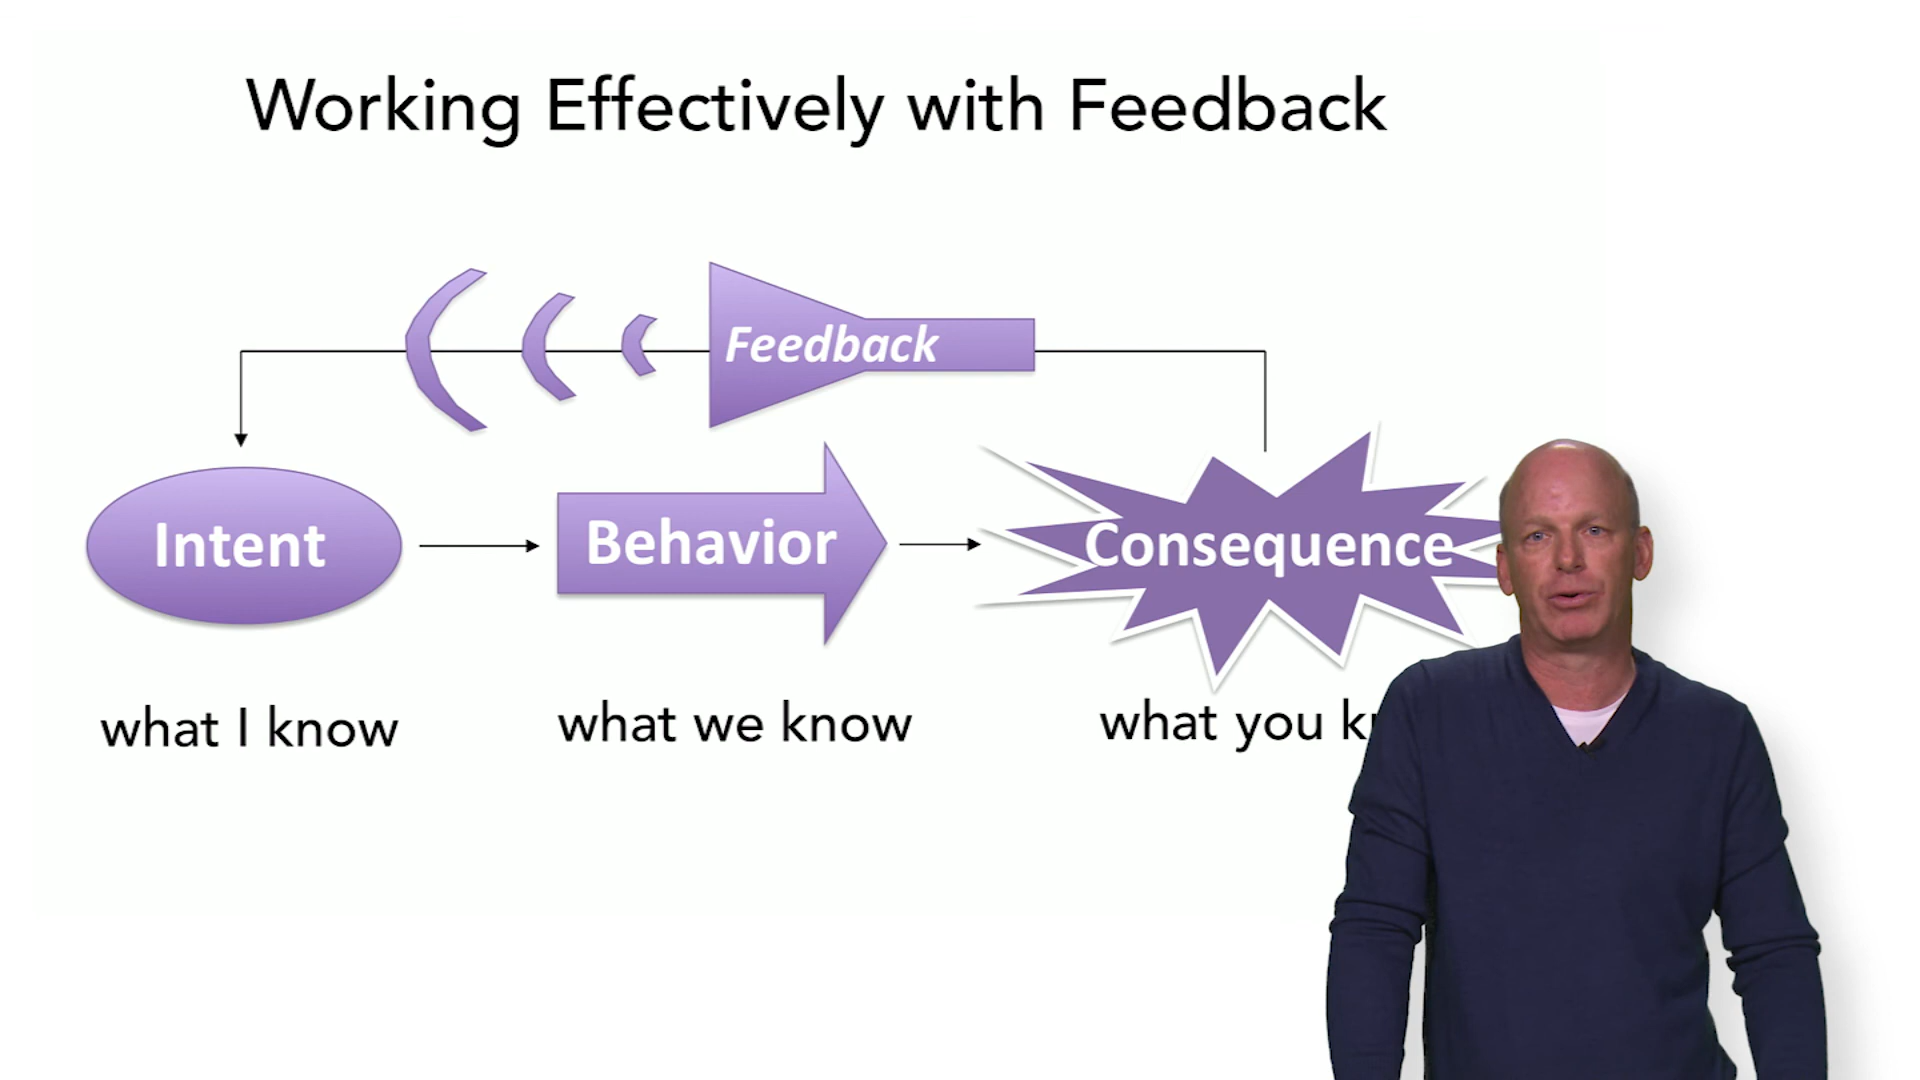 Working Effectively with Feedback
Feedback
Intent
Behavior
Consequence
what I know
what we know
what you